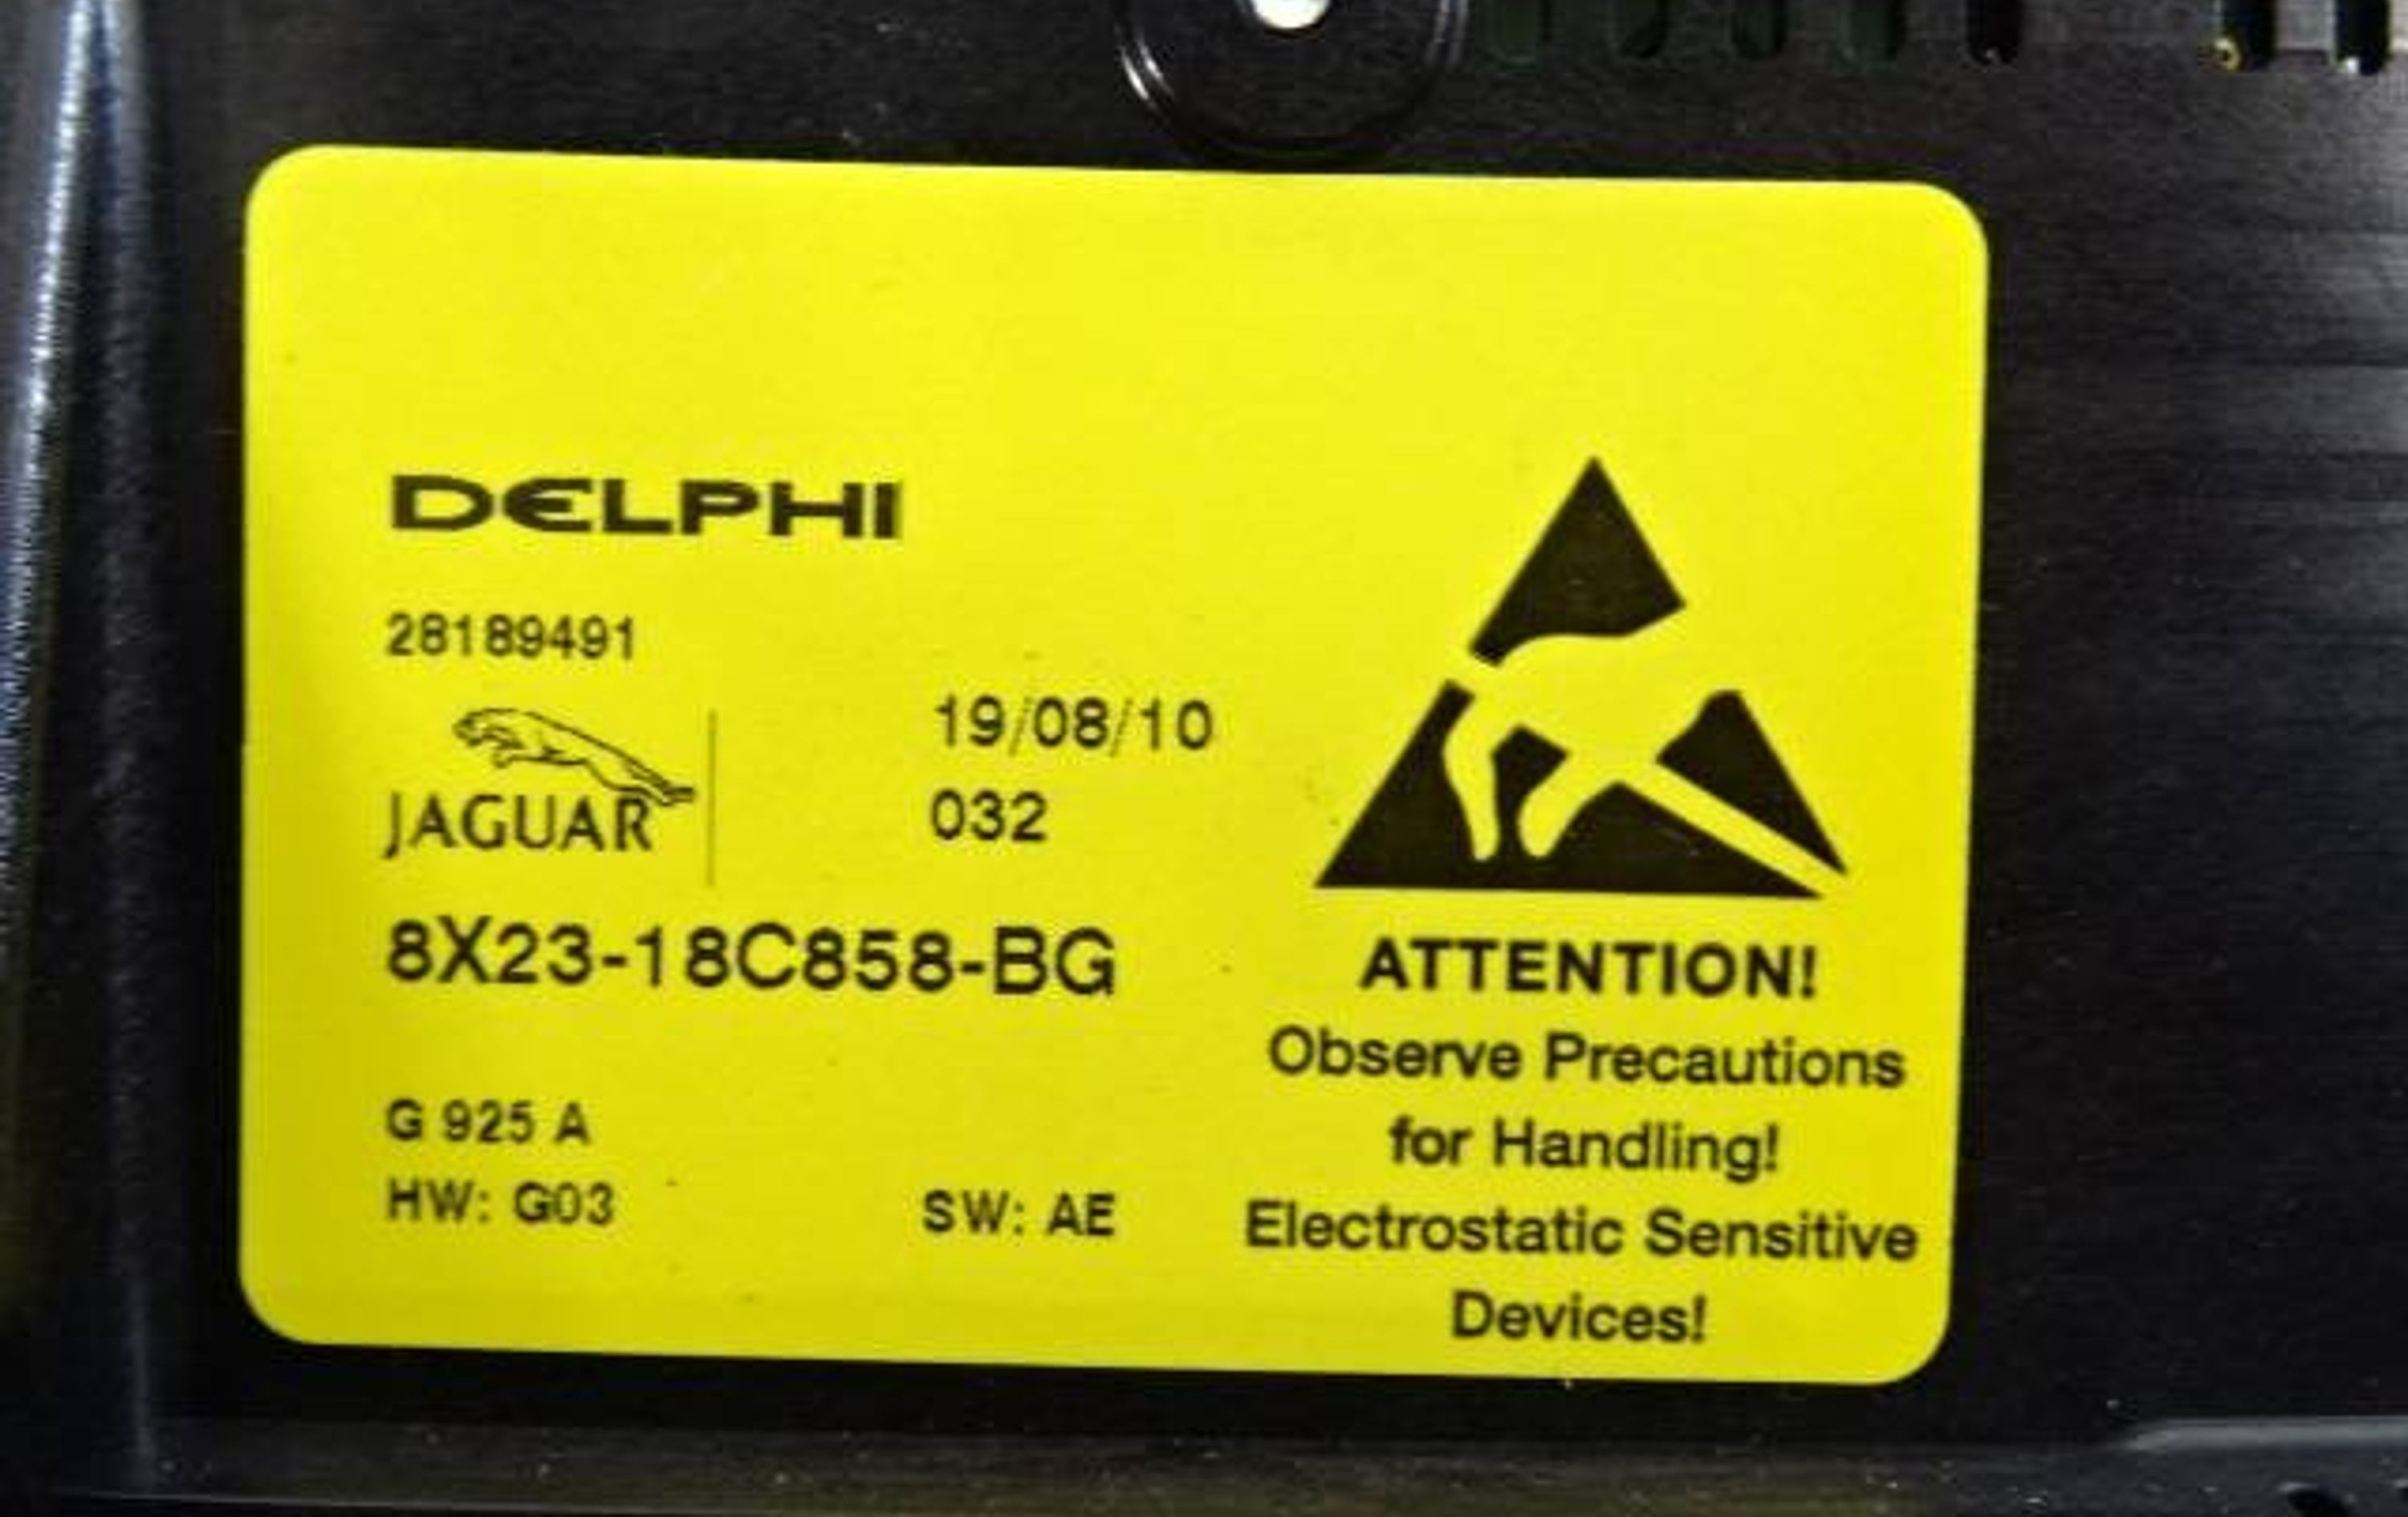 DELPHI
28189491
JAGUAR
19/08/10
032
8X23-18C858-BG
G 925 A
HW: G03
SW: AE
ATTENTION!
Observe Precautions
for Handling!
Electrostatic Sensitive
Devices!